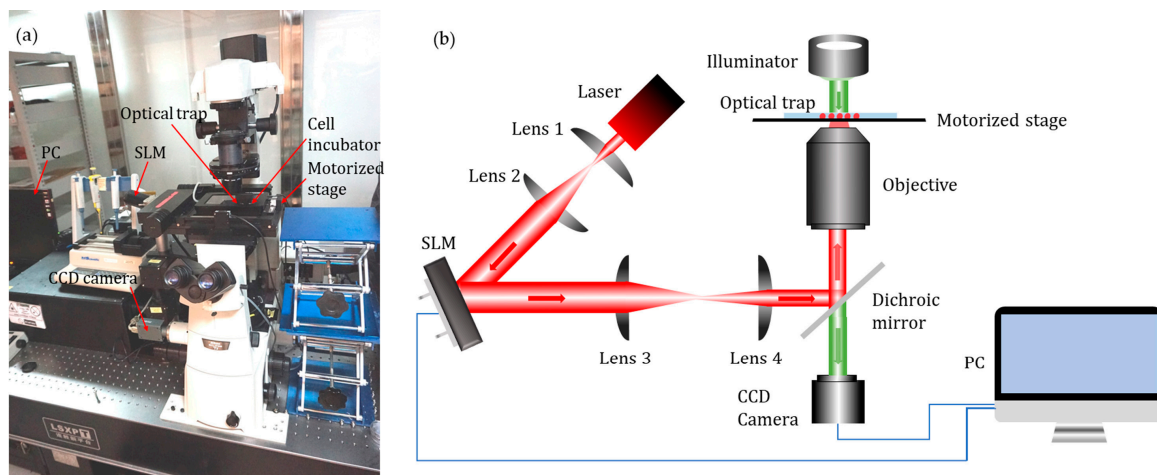 (a)
Optical trap
Cell
incubator
Motorized
stage
PC
SLM
CCD camera
LSXPT
(b)
Illuminator
Laser
Optical trap
Motorized stage
Lens 1
Lens 2
Objective
SLM
Dichroic
mirror
Lens 3
Lens 4
PC
CCD
Camera